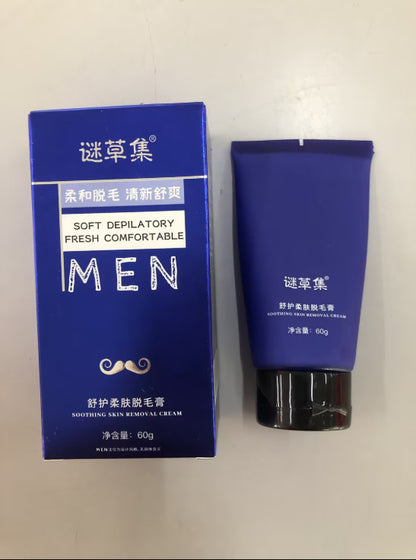 谜草集®
柔和脱毛 清新舒爽
SOFT DEPILATORY
FRESH COMFORTABLE
MEN
舒护柔肤脱毛膏
SOOTHING SKIN REMOVAL CREAM
净含量：60g
谜草集®
舒护柔肤脱毛膏
SOOTHING SKIN REMOVAL CREAM
净含量：60g